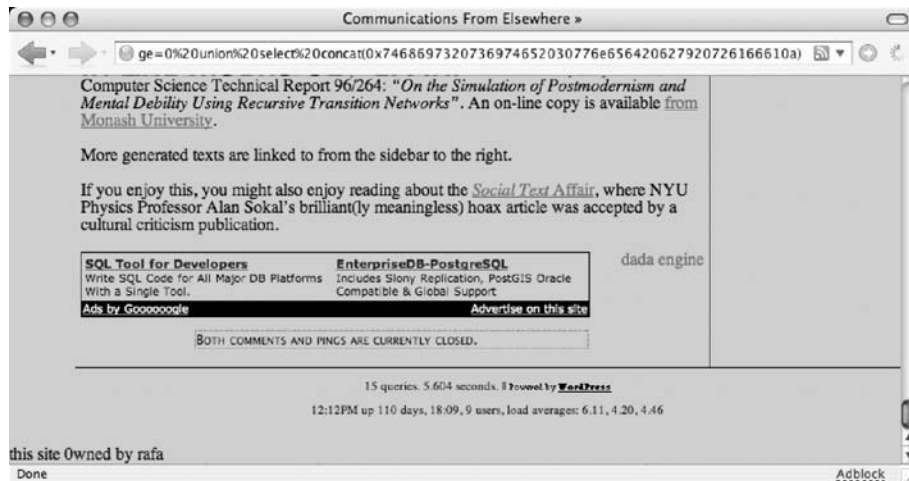 Communications From Elsewhere »
ge=0%20union%20select%20concat(0x7468697320736974652030776e656420627920726166610a)
Computer Science Technical Report 96/264: "On the Simulation of Postmodernism and
Mental Debility Using Recursive Transition Networks". An on-line copy is available from
Monash University.
More generated texts are linked to from the sidebar to the right.
If you enjoy this, you might also enjoy reading about the Social Text Affair, where NYU
Physics Professor Alan Sokal's brilliant(ly meaningless) hoax article was accepted by a
cultural criticism publication.
dada engine
SQL Tool for Developers
Write SQL Code for All Major DB Platforms
With a Single Tool.
EnterpriseDB-PostgreSQL
Includes Slony Replication, PostGIS Oracle
Compatible & Global Support
Ads by Goooooogle
Advertise on this site
BOTH COMMENTS AND PINGS ARE CURRENTLY CLOSED.
15 queries. 5.604 seconds. || Powered by WordPress
12:12PM up 110 days, 18:09, 9 users, load averages: 6.11, 4.20, 4.46
this site 0wned by rafa
Done
Adblock